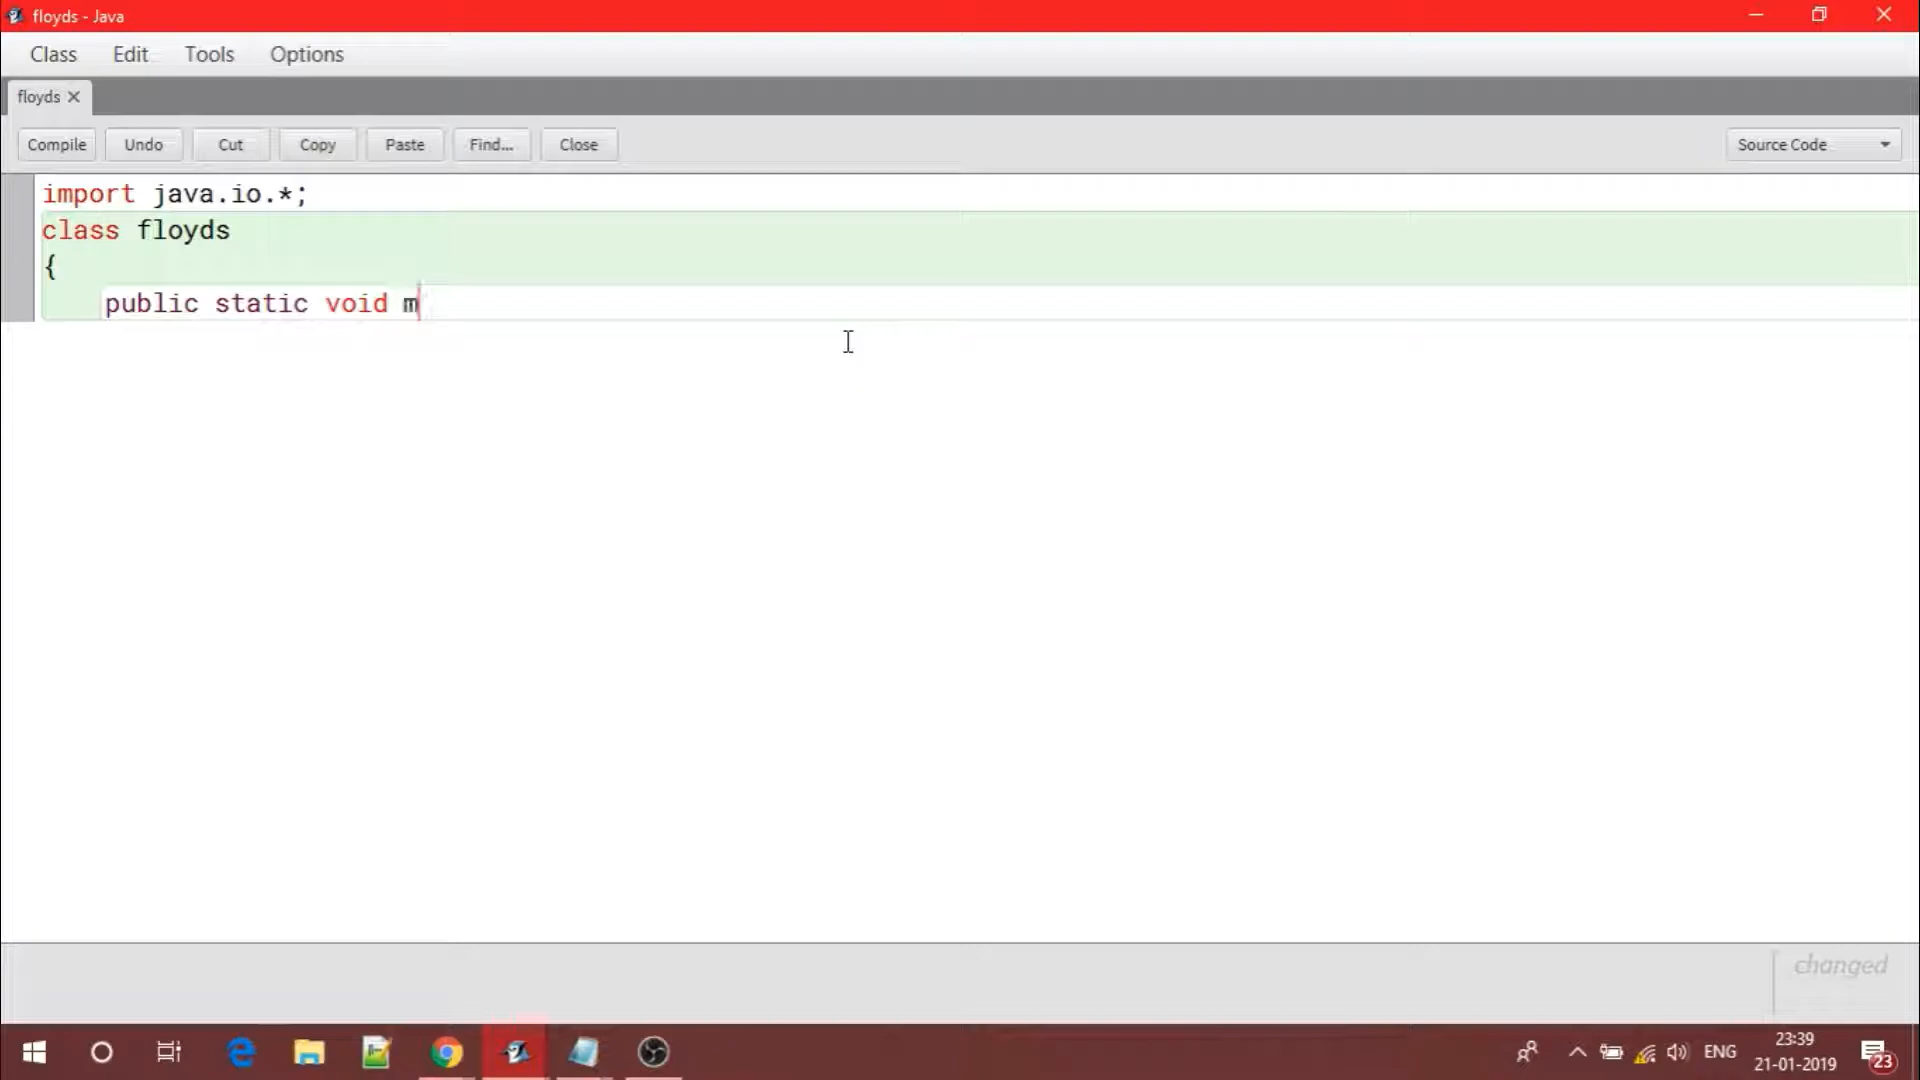 floyds - Java
Class Edit Tools Options
floyds
Compile Undo Cut Copy Paste Find... Close Source Code
import java.io.*;
class floyds
{
    public static void m
changed
ENG 23:39
21-01-2019 23